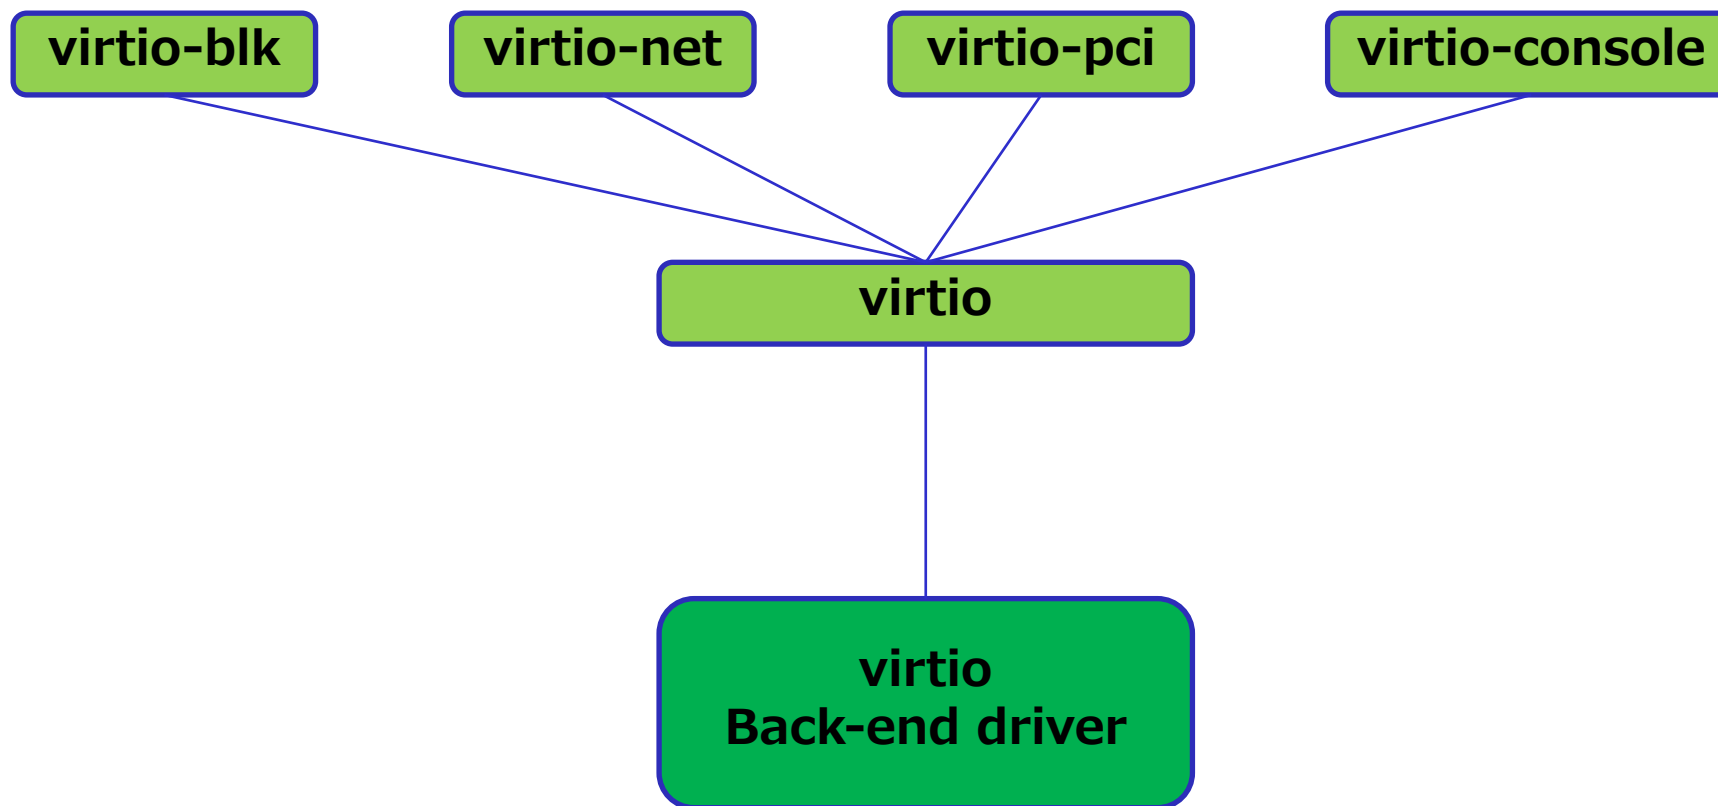 virtio-blk
virtio-net
virtio-pci
virtio-console
virtio
virtio
Back-end driver